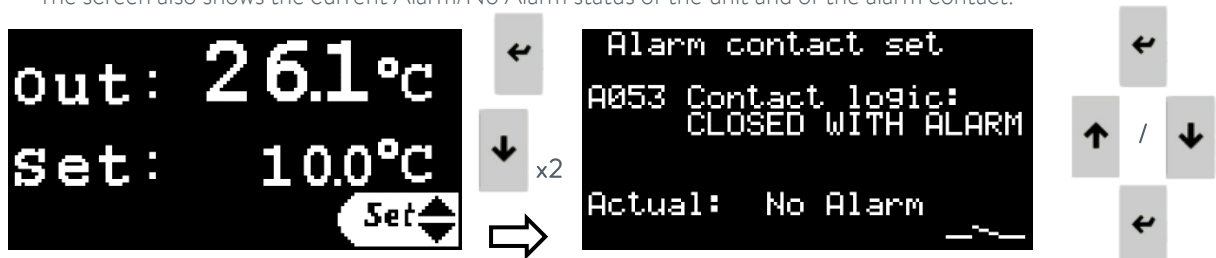 The screen also shows the current Alarm/No Alarm status of the unit and of the alarm contact.
out: 26.1°C
Set: 10.0°C
Set
x2
Alarm contact set
A053 Contact logic:
CLOSED WITH ALARM
Actual: No Alarm
/